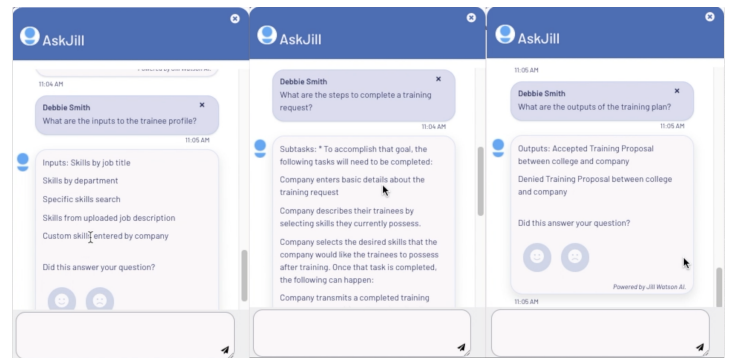 AskJill
Powered by Jill Watson AI.
11:04 AM
Debbie Smith
What are the inputs to the trainee profile?
11:05 AM
Inputs: Skills by job title
Skills by department
Specific skills search
Skills from uploaded job description
Custom skills entered by company
Did this answer your question?
AskJill
Debbie Smith
What are the steps to complete a training
request?
11:04 AM
Subtasks: * To accomplish that goal, the
following tasks will need to be completed:
Company enters basic details about the
training request
Company describes their trainees by
selecting skills they currently possess.
Company selects the desired skills that the
company would like the trainees to possess
after training. Once that task is completed,
the following can happen:
Company transmits a completed training
AskJill
11:05 AM
Debbie Smith
What are the outputs of the training plan?
11:05 AM
Outputs: Accepted Training Proposal
between college and company
Denied Training Proposal between college
and company
Did this answer your question?
Powered by Jill Watson AI.
11:05 AM